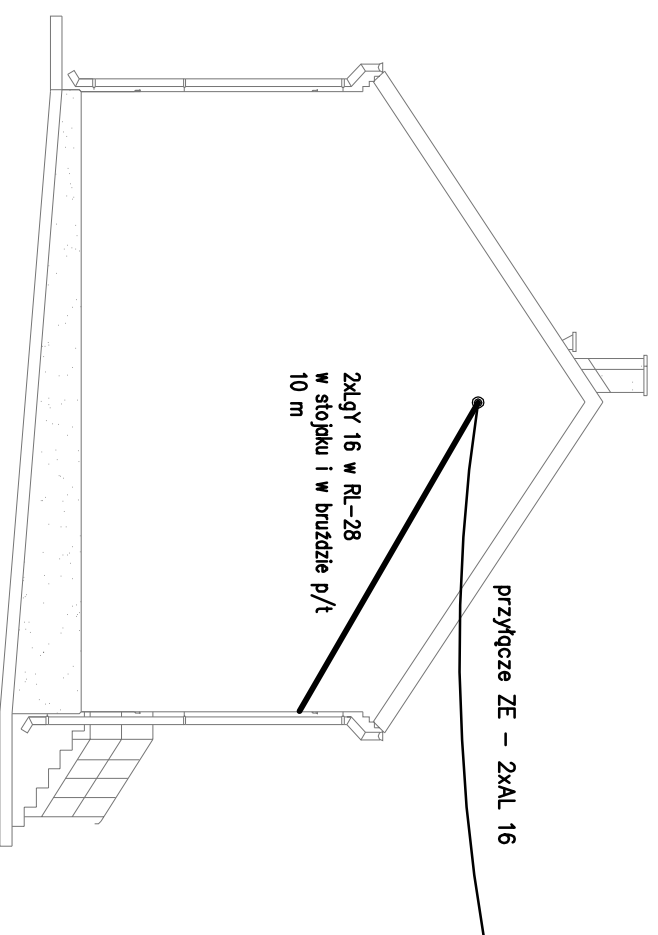 przyłącze ZE - 2xAL 16
2xLgY 16 w RL-28
w stojaku i w bruździe p/t
10 m